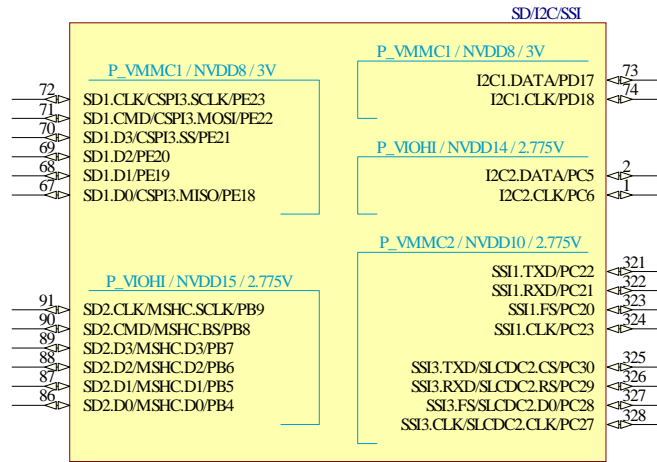 SD/I2C/SSI
P_VMMC1 / NVDD8 / 3V
72 SD1.CLK/CSPI3.SCLK/PE23
71 SD1.CMD/CSPI3.MOSI/PE22
70 SD1.D3/CSPI3.SS/PE21
69 SD1.D2/PE20
68 SD1.D1/PE19
67 SD1.D0/CSPI3.MISO/PE18
P_VIOHI / NVDD15 / 2.775V
91 SD2.CLK/MSHC.SCLK/PB9
90 SD2.CMD/MSHC.BS/PB8
89 SD2.D3/MSHC.D3/PB7
88 SD2.D2/MSHC.D2/PB6
87 SD2.D1/MSHC.D1/PB5
86 SD2.D0/MSHC.D0/PB4
P_VMMC1 / NVDD8 / 3V
I2C1.DATA/PD17 73
I2C1.CLK/PD18 74
P_VIOHI / NVDD14 / 2.775V
I2C2.DATA/PC5 2
I2C2.CLK/PC6 1
P_VMMC2 / NVDD10 / 2.775V
SSI1.TXD/PC22 321
SSI1.RXD/PC21 322
SSI1.FS/PC20 323
SSI1.CLK/PC23 324
SSI3.TXD/SLCDC2.CS/PC30 325
SSI3.RXD/SLCDC2.RS/PC29 326
SSI3.FS/SLCDC2.D0/PC28 327
SSI3.CLK/SLCDC2.CLK/PC27 328